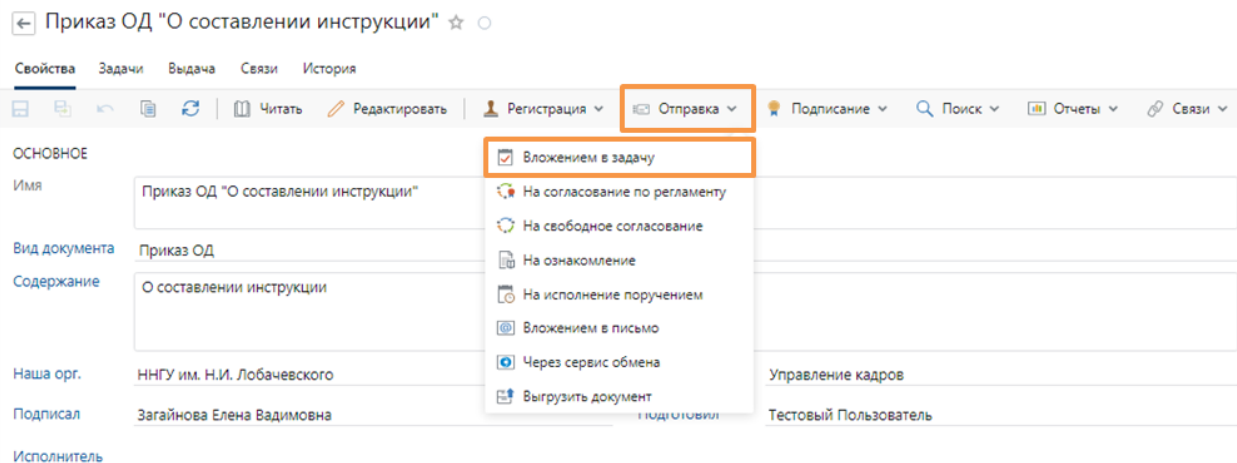 Приказ ОД "О составлении инструкции"
Свойства Задачи Выдача Связи История
Читать Редактировать Регистрация Отправка Подписание Поиск Отчеты Связи
ОСНОВНОЕ
Вложением в задачу
Имя Приказ ОД "О составлении инструкции"
На согласование по регламенту
На свободное согласование
Вид документа Приказ ОД
На ознакомление
Содержание О составлении инструкции
На исполнение поручением
Вложением в письмо
Через сервис обмена
Наша орг. ННГУ им. Н.И. Лобачевского Управление кадров
Выгрузить документ
Подписал Загайнова Елена Вадимовна Подготовил Тестовый Пользователь
Исполнитель